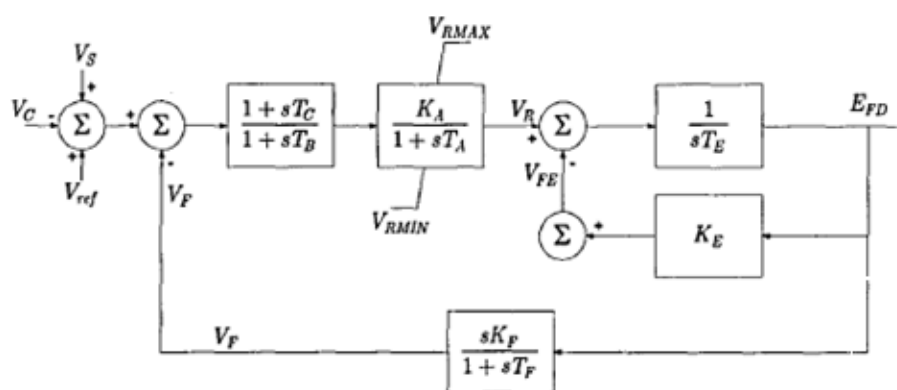 V_RMAX
V_S
+
V_C - Σ + + Σ
+
V_ref
-
V_F
1 + sT_C
1 + sT_B
K_A
1 + sT_A
V_RMIN
V_R
+
Σ
-
V_FE
1
sT_E
E_FD
Σ +
K_E
V_F
sK_F
1 + sT_F